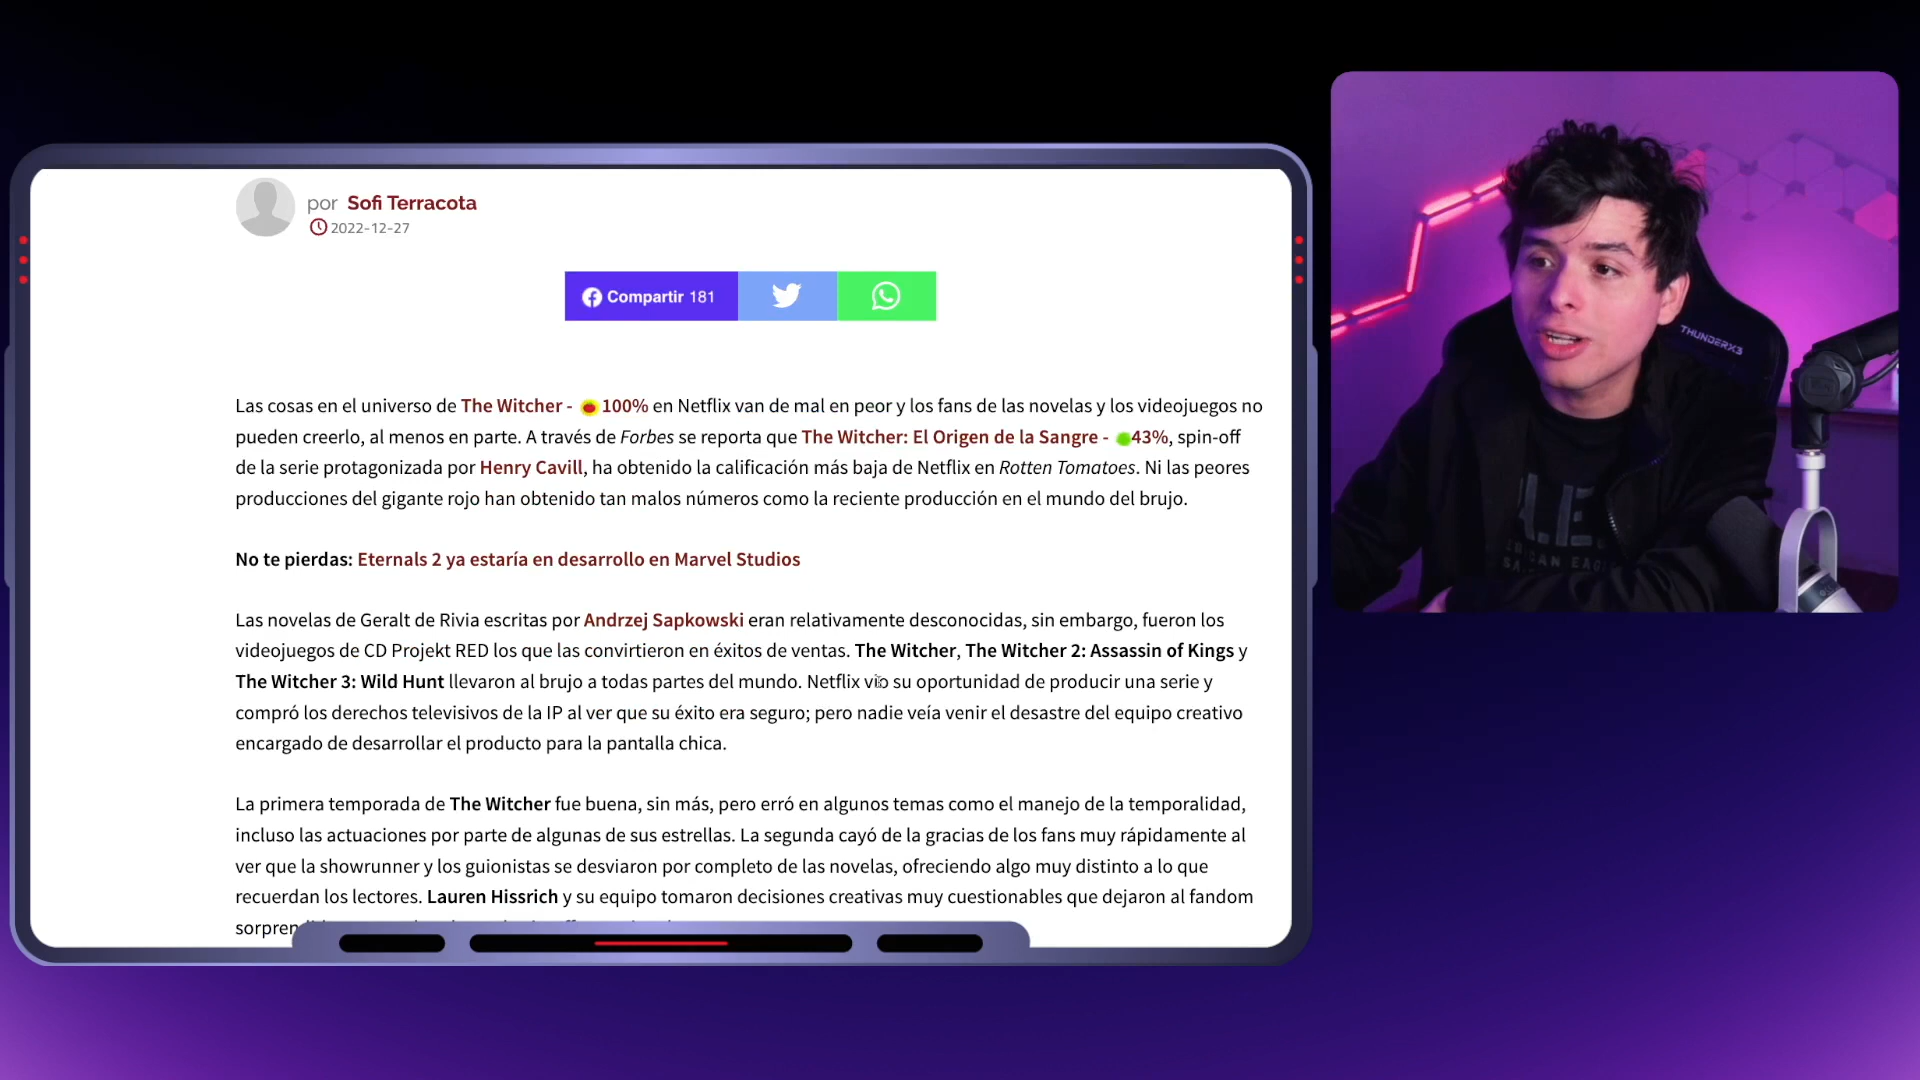 por Sofi Terracota
2022-12-27
Compartir 181
Las cosas en el universo de The Witcher - 100% en Netflix van de mal en peor y los fans de las novelas y los videojuegos no
pueden creerlo, al menos en parte. A través de Forbes se reporta que The Witcher: El Origen de la Sangre - 43%, spin-off
de la serie protagonizada por Henry Cavill, ha obtenido la calificación más baja de Netflix en Rotten Tomatoes. Ni las peores
producciones del gigante rojo han obtenido tan malos números como la reciente producción en el mundo del brujo.
No te pierdas: Eternals 2 ya estaría en desarrollo en Marvel Studios
Las novelas de Geralt de Rivia escritas por Andrzej Sapkowski eran relativamente desconocidas, sin embargo, fueron los
videojuegos de CD Projekt RED los que las convirtieron en éxitos de ventas. The Witcher, The Witcher 2: Assassin of Kings y
The Witcher 3: Wild Hunt llevaron al brujo a todas partes del mundo. Netflix vio su oportunidad de producir una serie y
compró los derechos televisivos de la IP al ver que su éxito era seguro; pero nadie veía venir el desastre del equipo creativo
encargado de desarrollar el producto para la pantalla chica.
La primera temporada de The Witcher fue buena, sin más, pero erró en algunos temas como el manejo de la temporalidad,
incluso las actuaciones por parte de algunas de sus estrellas. La segunda cayó de la gracias de los fans muy rápidamente al
ver que la showrunner y los guionistas se desviaron por completo de las novelas, ofreciendo algo muy distinto a lo que
recuerdan los lectores. Lauren Hissrich y su equipo tomaron decisiones creativas muy cuestionables que dejaron al fandom
THUNDERX3